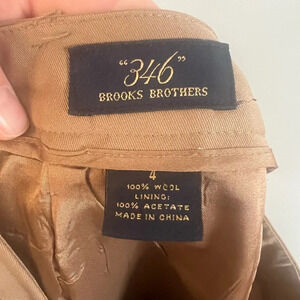 "346"
BROOKS BROTHERS
4
100% WOOL
LINING:
100% ACETATE
MADE IN CHINA